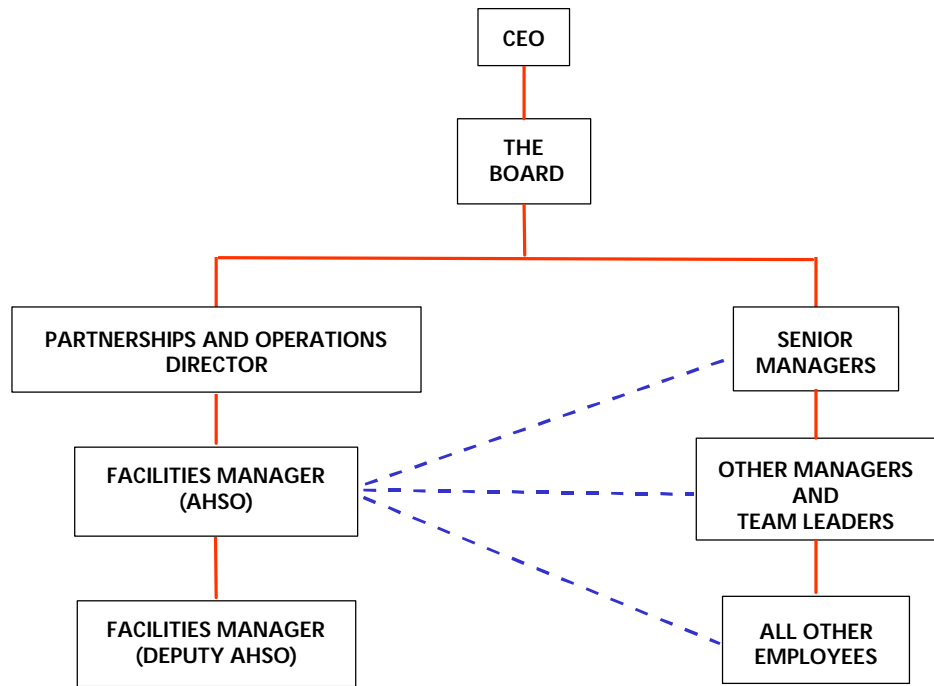 CEO
THE
BOARD
PARTNERSHIPS AND OPERATIONS
DIRECTOR
SENIOR
MANAGERS
FACILITIES MANAGER
(AHSO)
OTHER MANAGERS
AND
TEAM LEADERS
FACILITIES MANAGER
(DEPUTY AHSO)
ALL OTHER
EMPLOYEES